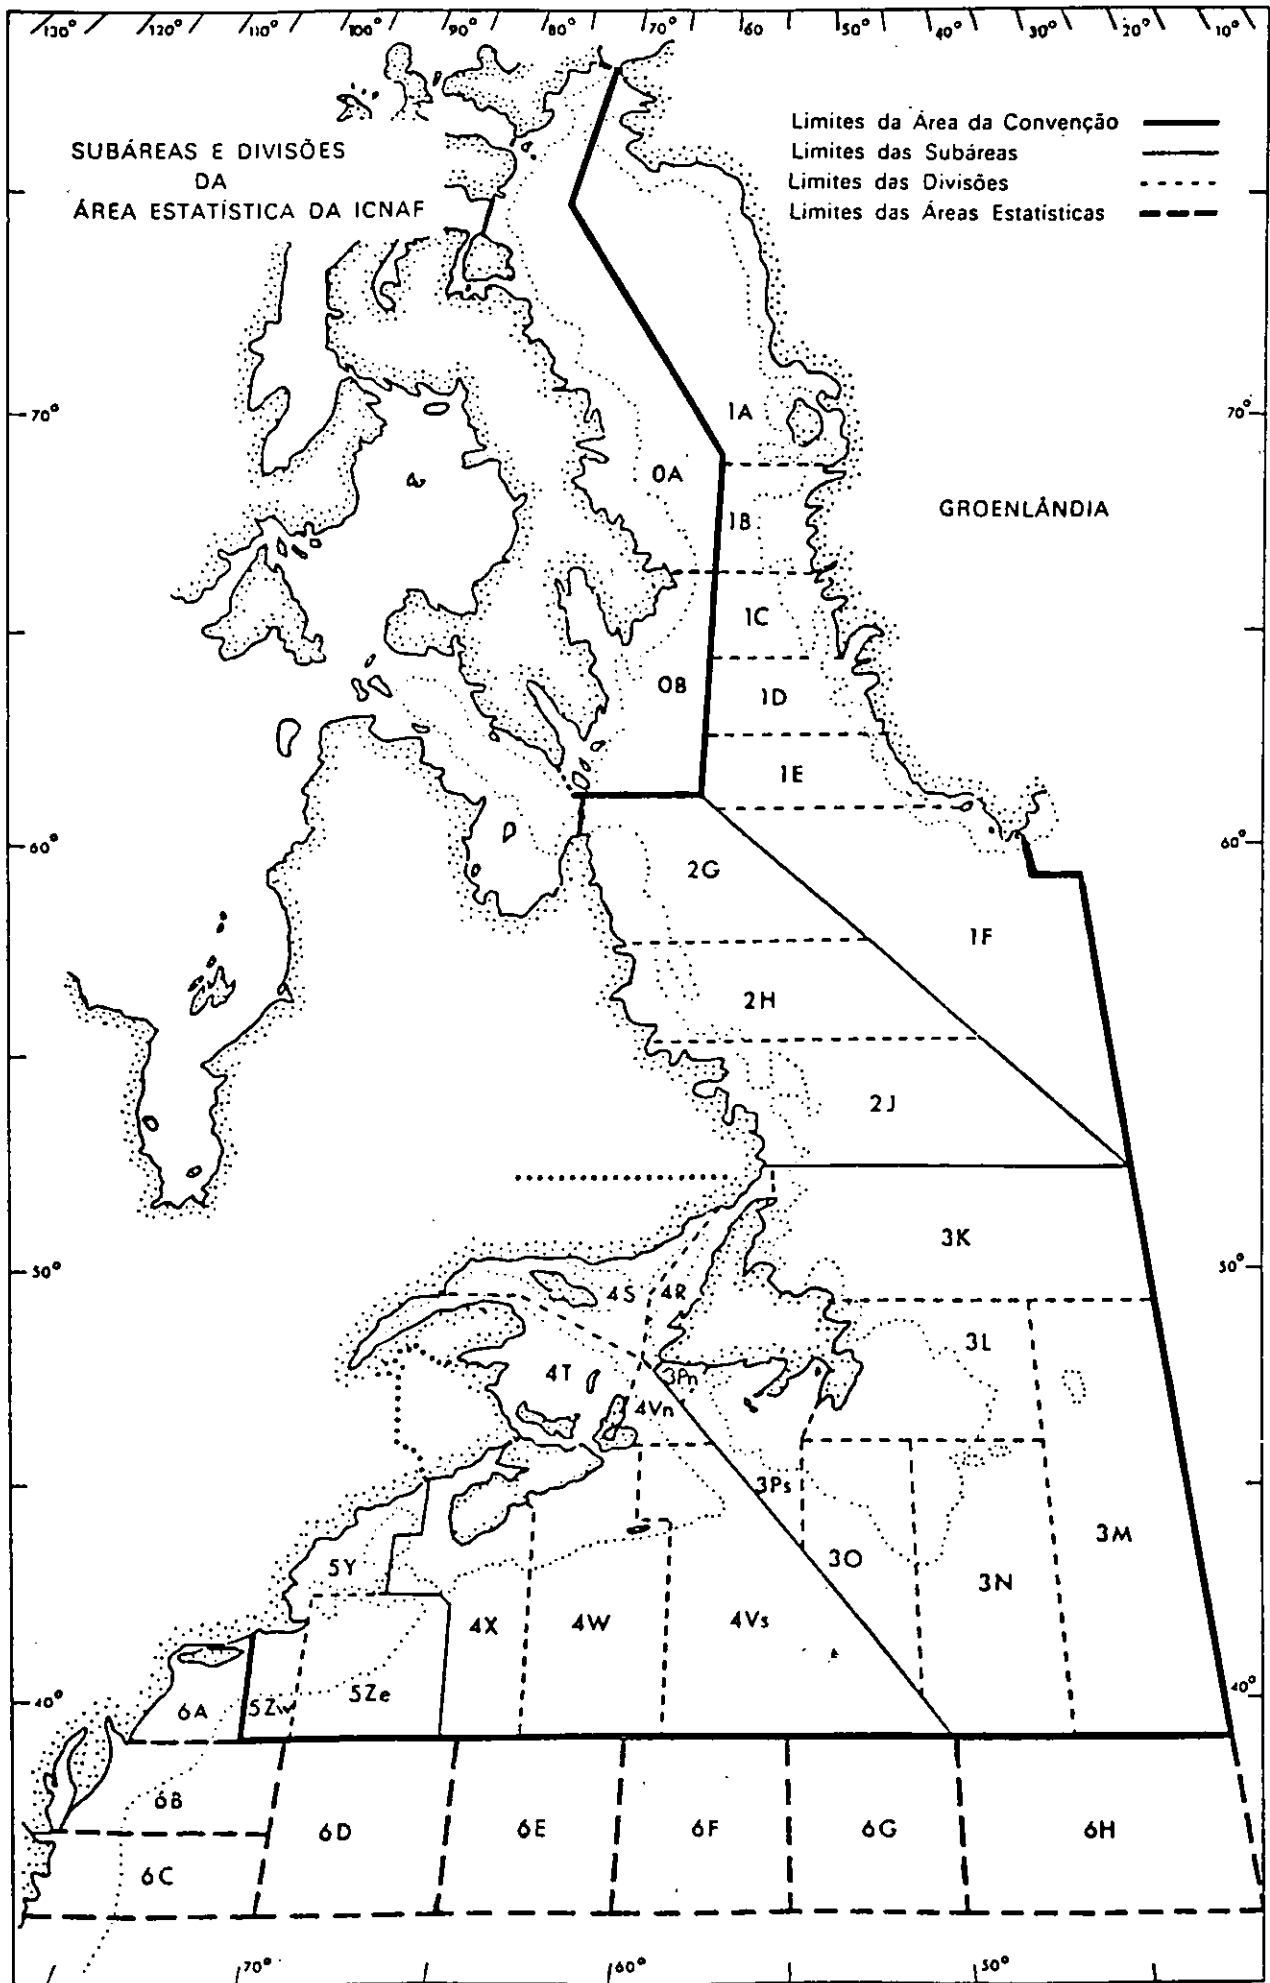 130° 120° 110° 100° 90° 80° 70° 60 50° 40° 30° 20° 10°
SUBÁREAS E DIVISÕES
DA
ÁREA ESTATÍSTICA DA ICNAF
Limites da Área da Convenção
Limites das Subáreas
Limites das Divisões
Limites das Áreas Estatísticas
70° 70°
1A
0A
1B
GROENLÂNDIA
1C
0B
1D
1E
60° 60°
2G
1F
2H
2J
3K
50° 50°
4S 4R
3L
4T
3Pn
4Vn
3Ps
3M
5Y
3O
3N
4X 4W 4Vs
5Ze
5Zw
6A
40° 40°
6B
6D 6E 6F 6G 6H
6C
70° 60° 50°